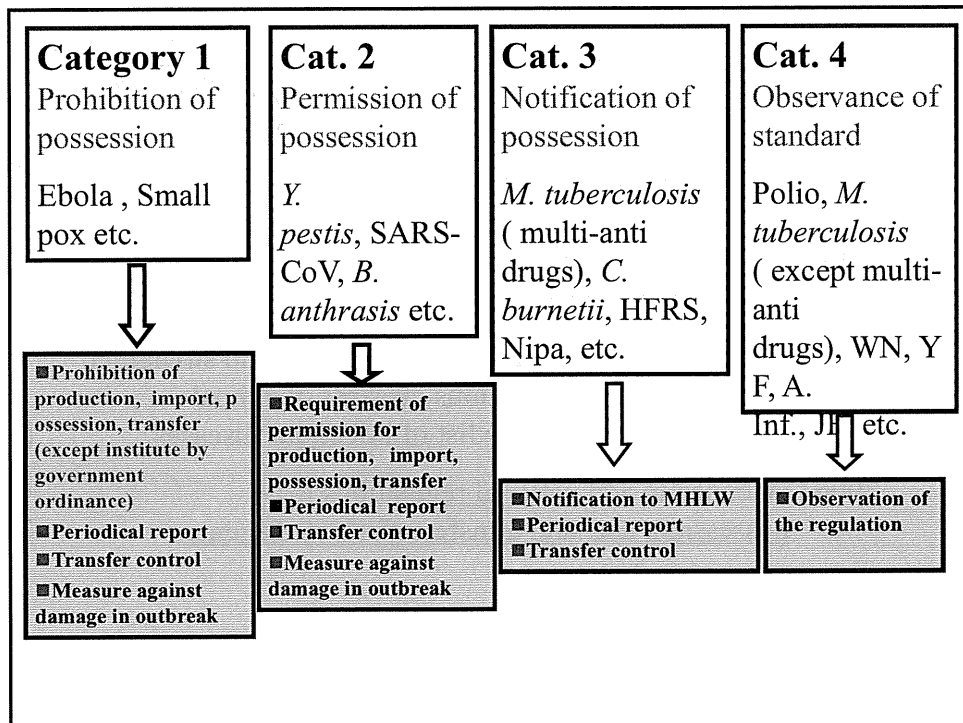 Category 1
Prohibition of
possession
Ebola , Small
pox etc.
Cat. 2
Permission of
possession
Y.
pestis, SARS-
CoV, B.
anthrasis etc.
Cat. 3
Notification of
possession
M. tuberculosis
( multi-anti
drugs), C.
burnetii, HFRS,
Nipa, etc.
Cat. 4
Observance of
standard
Polio, M.
tuberculosis
( except multi-
anti
drugs), WN, Y
F, A.
Inf., etc.
■Prohibition of
production, import, p
ossession, transfer
(except institute by
government
ordinance)
■Periodical report
■Transfer control
■Measure against
damage in outbreak
■Requirement of
permission for
production, import,
possession, transfer
■Periodical report
■Transfer control
■Measure against
damage in outbreak
■Notification to MHLW
■Periodical report
■Transfer control
■Observation of
the regulation